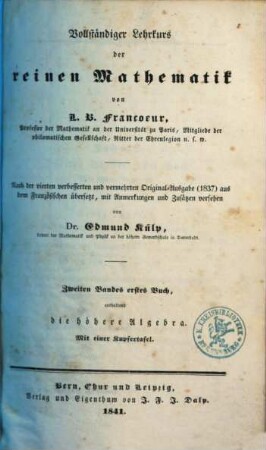 Vollständiger Lehrkurs
der
reinen Mathematik
von
L. B. Francoeur,
Professor der Mathematik an der Universität zu Paris, Mitgliede der
philomatischen Gesellschaft, Ritter der Ehrenlegion u. s. w.
Nach der vierten verbesserten und vermehrten Original-Ausgabe (1837) aus
dem Französischen übersetzt, mit Anmerkungen und Zusätzen versehen
von
Dr. Edmund Külp,
Lehrer der Mathematik und Physik an der höhern Gewerbschule in Darmstadt.
Zweiten Bandes erstes Buch,
enthaltend
die höhere Algebra.
Mit einer Kupfertafel.
Bern, Chur und Leipzig,
Verlag und Eigenthum von J. F. J. Dalp.
1841.